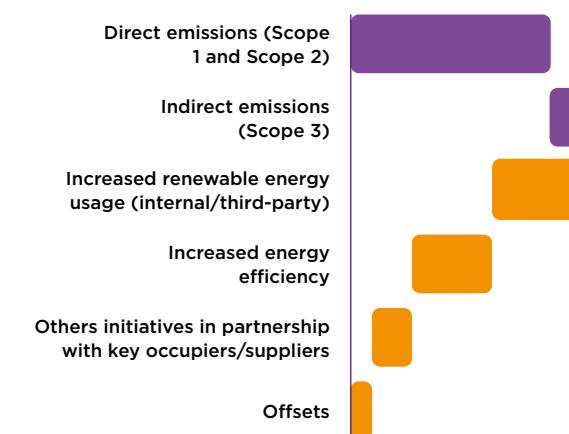 Direct emissions (Scope
1 and Scope 2)
Indirect emissions
(Scope 3)
Increased renewable energy
usage (internal/third-party)
Increased energy
efficiency
Others initiatives in partnership
with key occupiers/suppliers
Offsets